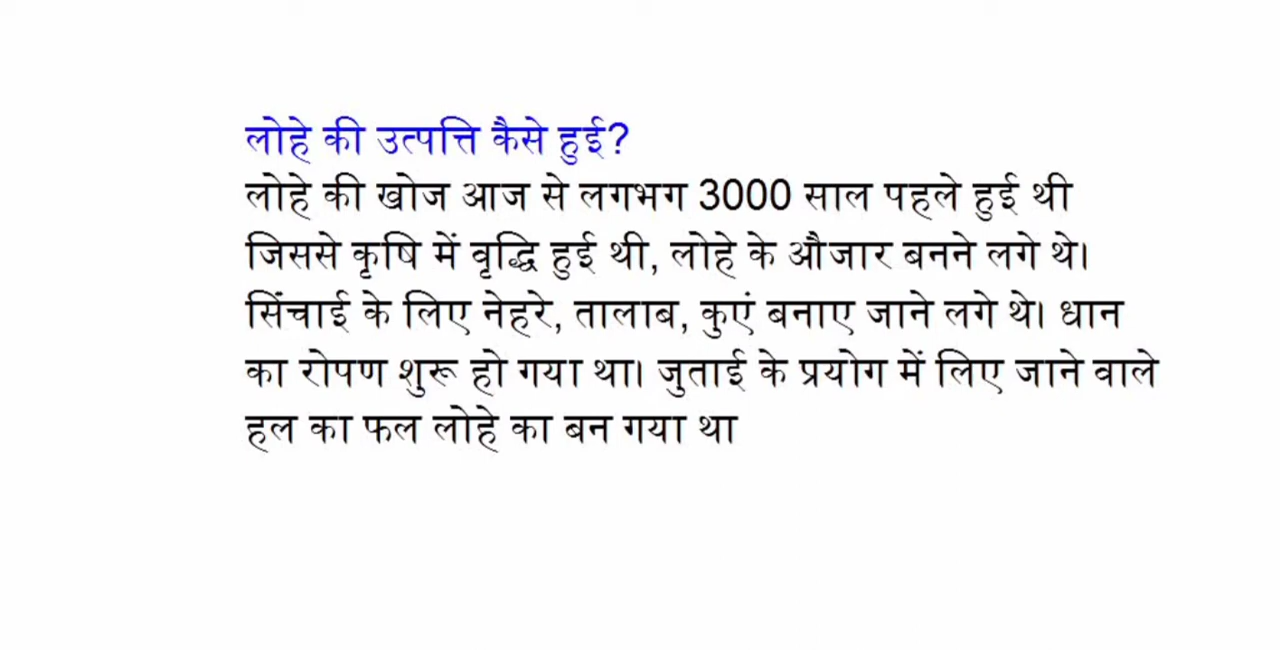 लोहे की उत्पत्ति कैसे हुई?
लोहे की खोज आज से लगभग 3000 साल पहले हुई थी
जिससे कृषि में वृद्धि हुई थी, लोहे के औजार बनने लगे थे।
सिंचाई के लिए नेहरे, तालाब, कुएं बनाए जाने लगे थे। धान
का रोपण शुरू हो गया था। जुताई के प्रयोग में लिए जाने वाले
हल का फल लोहे का बन गया था